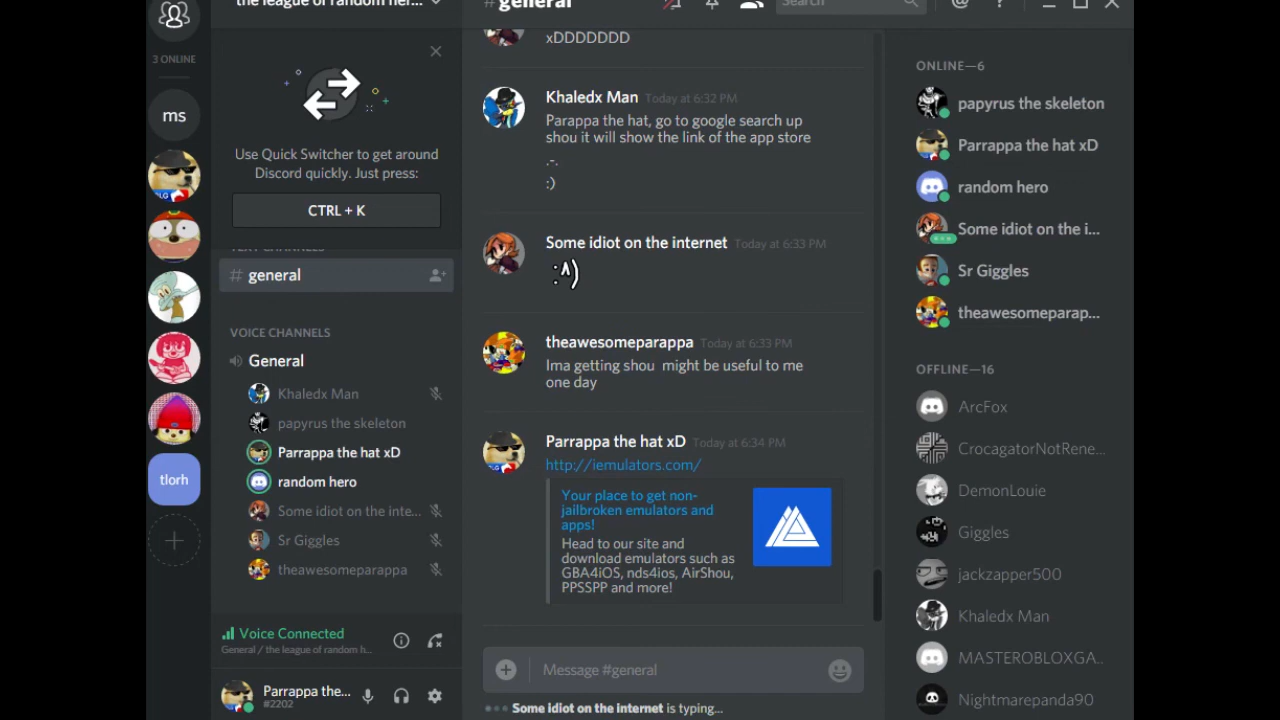 3 ONLINE
ms
tlorh
the league of random her...
Use Quick Switcher to get around
Discord quickly. Just press:
CTRL + K
TEXT CHANNELS
# general
VOICE CHANNELS
General
Khaledx Man
papyrus the skeleton
Parrappa the hat xD
random hero
Some idiot on the inte...
Sr Giggles
theawesomeparappa
Voice Connected
General / the league of random h...
Parrappa the...
#2202
#general
Search
xDDDDDDD
Khaledx Man Today at 6:32 PM
Parappa the hat, go to google search up
shou it will show the link of the app store
.-.
:)
Some idiot on the internet Today at 6:33 PM
:^)
theawesomeparappa Today at 6:33 PM
Ima getting shou might be useful to me
one day
Parrappa the hat xD Today at 6:34 PM
http://iemulators.com/
Your place to get non-
jailbroken emulators and
apps!
Head to our site and
download emulators such as
GBA4iOS, nds4ios, AirShou,
PPSSPP and more!
Message #general
Some idiot on the internet is typing...
ONLINE—6
papyrus the skeleton
Parrappa the hat xD
random hero
Some idiot on the i...
Sr Giggles
theawesomeparap...
OFFLINE—16
ArcFox
CrocagatorNotRene...
DemonLouie
Giggles
jackzapper500
Khaledx Man
MASTEROBLOXGA...
Nightmarepanda90